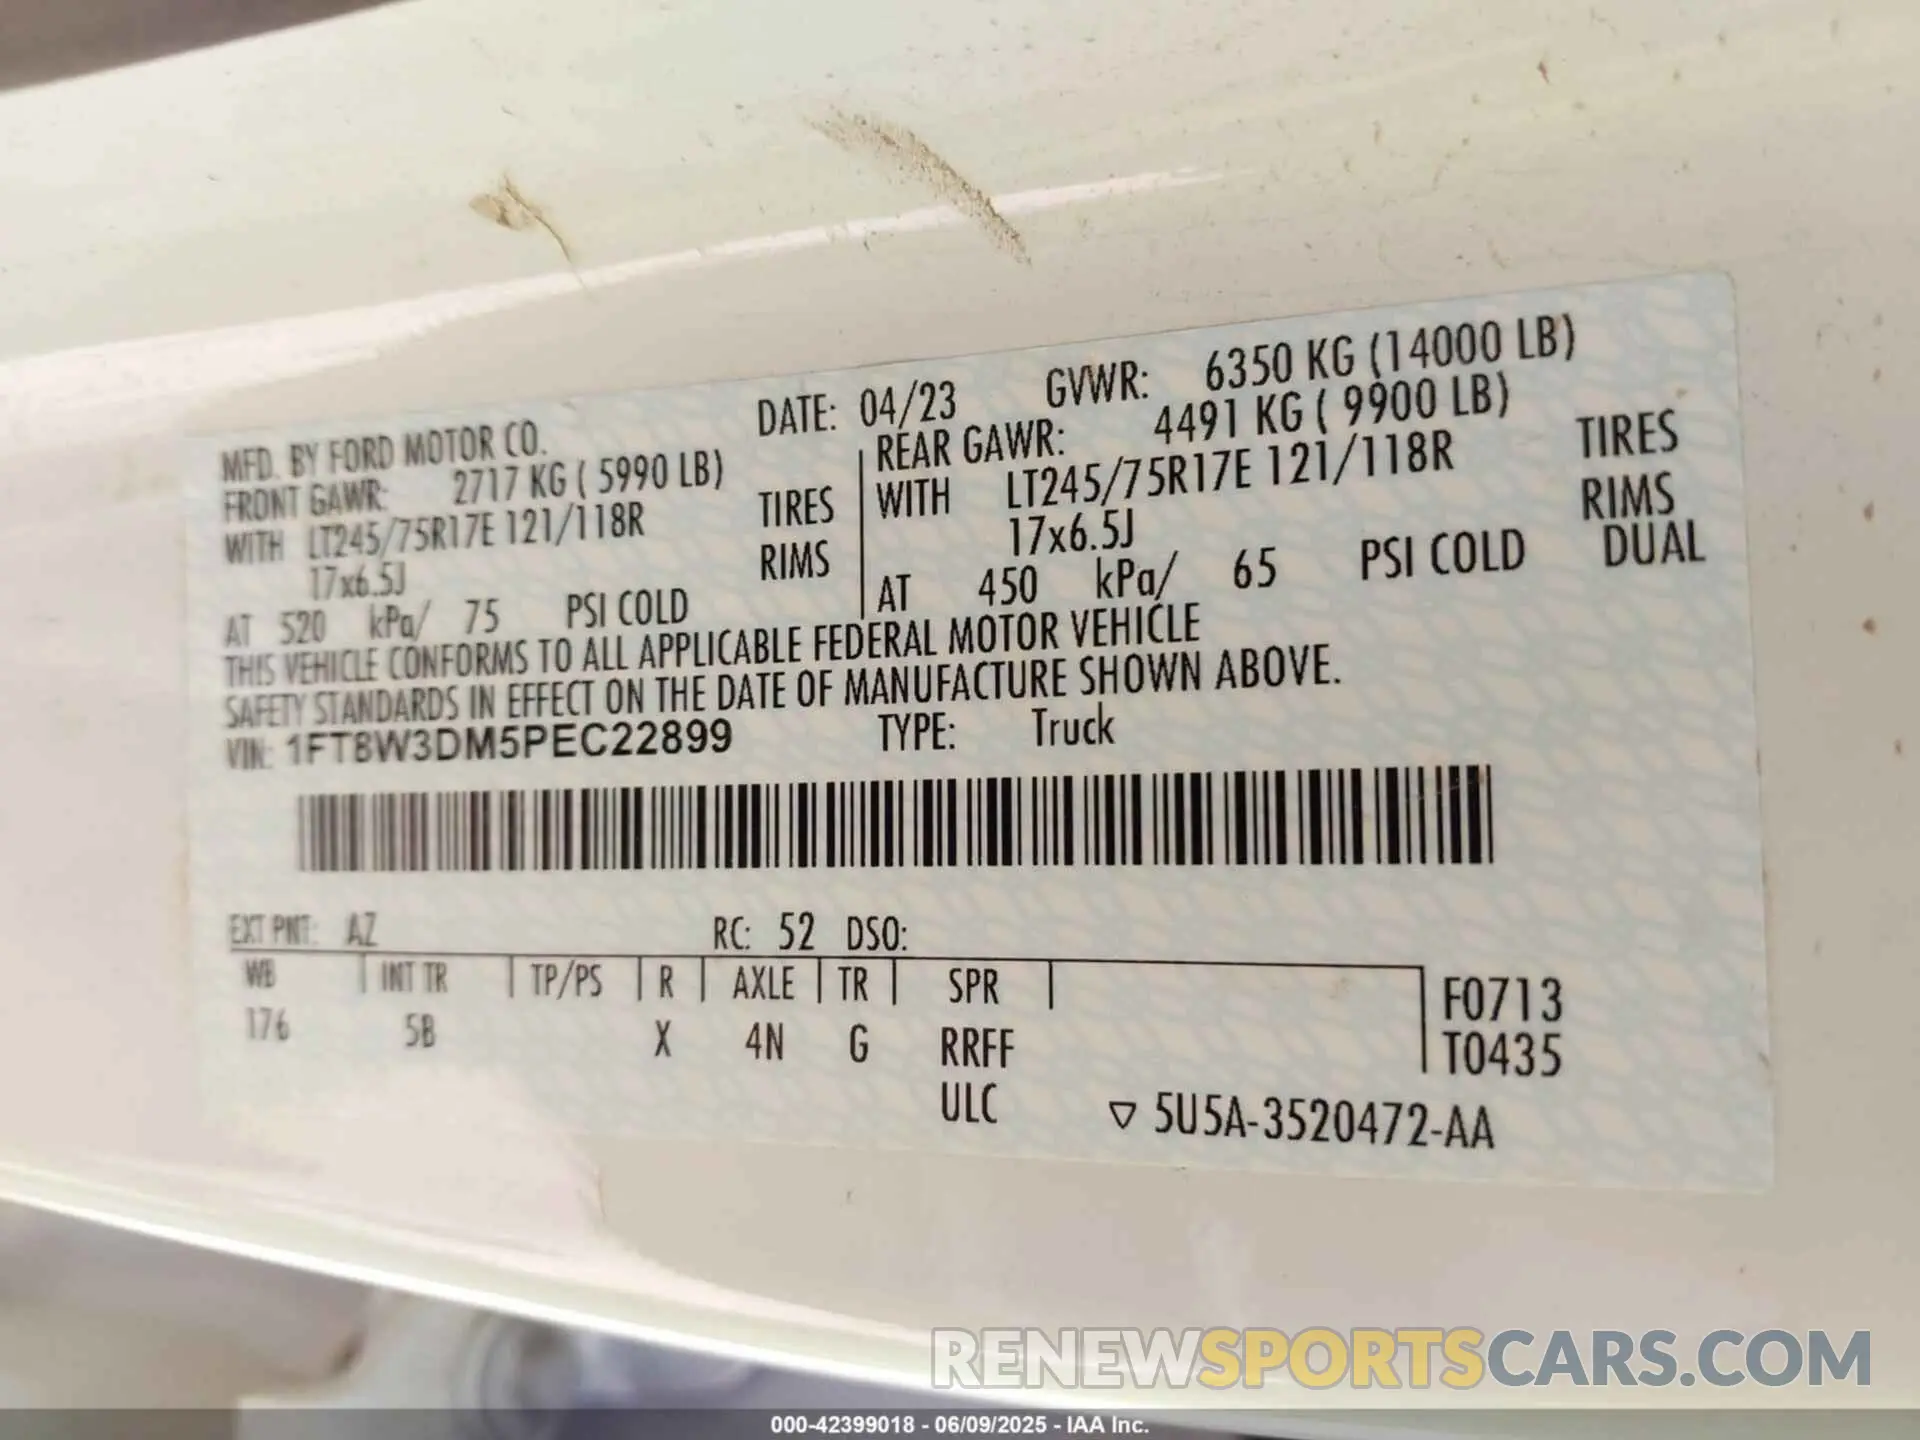 MFD. BY FORD MOTOR CO. DATE: 04/23 GVWR: 6350 KG (14000 LB)
FRONT GAWR: 2717 KG ( 5990 LB)
WITH LT245/75R17E 121/118R TIRES
17x6.5J RIMS
AT 520 kPa/ 75 PSI COLD
REAR GAWR: 4491 KG ( 9900 LB)
WITH LT245/75R17E 121/118R TIRES
17x6.5J RIMS
AT 450 kPa/ 65 PSI COLD DUAL
THIS VEHICLE CONFORMS TO ALL APPLICABLE FEDERAL MOTOR VEHICLE
SAFETY STANDARDS IN EFFECT ON THE DATE OF MANUFACTURE SHOWN ABOVE.
VIN: 1FT8W3DM5PEC22899 TYPE: Truck
EXT PNT: AZ RC: 52 DSO:
WB INT TR TP/PS R AXLE TR SPR
176 5B X 4N G RRFF
ULC
F0713
T0435
▽ 5U5A-3520472-AA
RENEWSPORTSCARS.COM
000-42399018 - 06/09/2025 - IAA Inc.